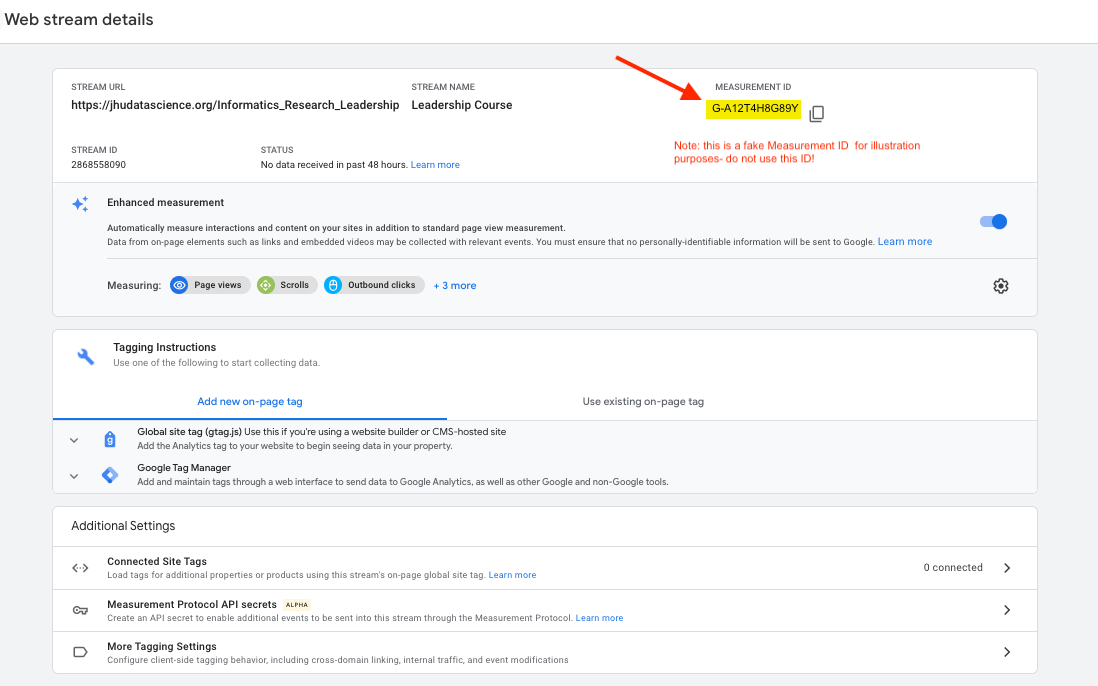 Web stream details
STREAM URL
STREAM NAME
MEASUREMENT ID
https://jhudatascience.org/Informatics_Research_Leadership
Leadership Course
G-A12T4H8G89Y
Note: this is a fake Measurement ID for illustration
purposes- do not use this ID!
STREAM ID
STATUS
2868558090
No data received in past 48 hours. Learn more
Enhanced measurement
Automatically measure interactions and content on your sites in addition to standard page view measurement.
Data from on-page elements such as links and embedded videos may be collected with relevant events. You must ensure that no personally-identifiable information will be sent to Google. Learn more
Measuring: Page views Scrolls Outbound clicks + 3 more
Tagging Instructions
Use one of the following to start collecting data.
Add new on-page tag
Use existing on-page tag
g
Global site tag (gtag.js) Use this if you're using a website builder or CMS-hosted site
Add the Analytics tag to your website to begin seeing data in your property.
Google Tag Manager
Add and maintain tags through a web interface to send data to Google Analytics, as well as other Google and non-Google tools.
Additional Settings
Connected Site Tags
Load tags for additional properties or products using this stream's on-page global site tag. Learn more
0 connected
Measurement Protocol API secrets ALPHA
Create an API secret to enable additional events to be sent into this stream through the Measurement Protocol. Learn more
More Tagging Settings
Configure client-side tagging behavior, including cross-domain linking, internal traffic, and event modifications